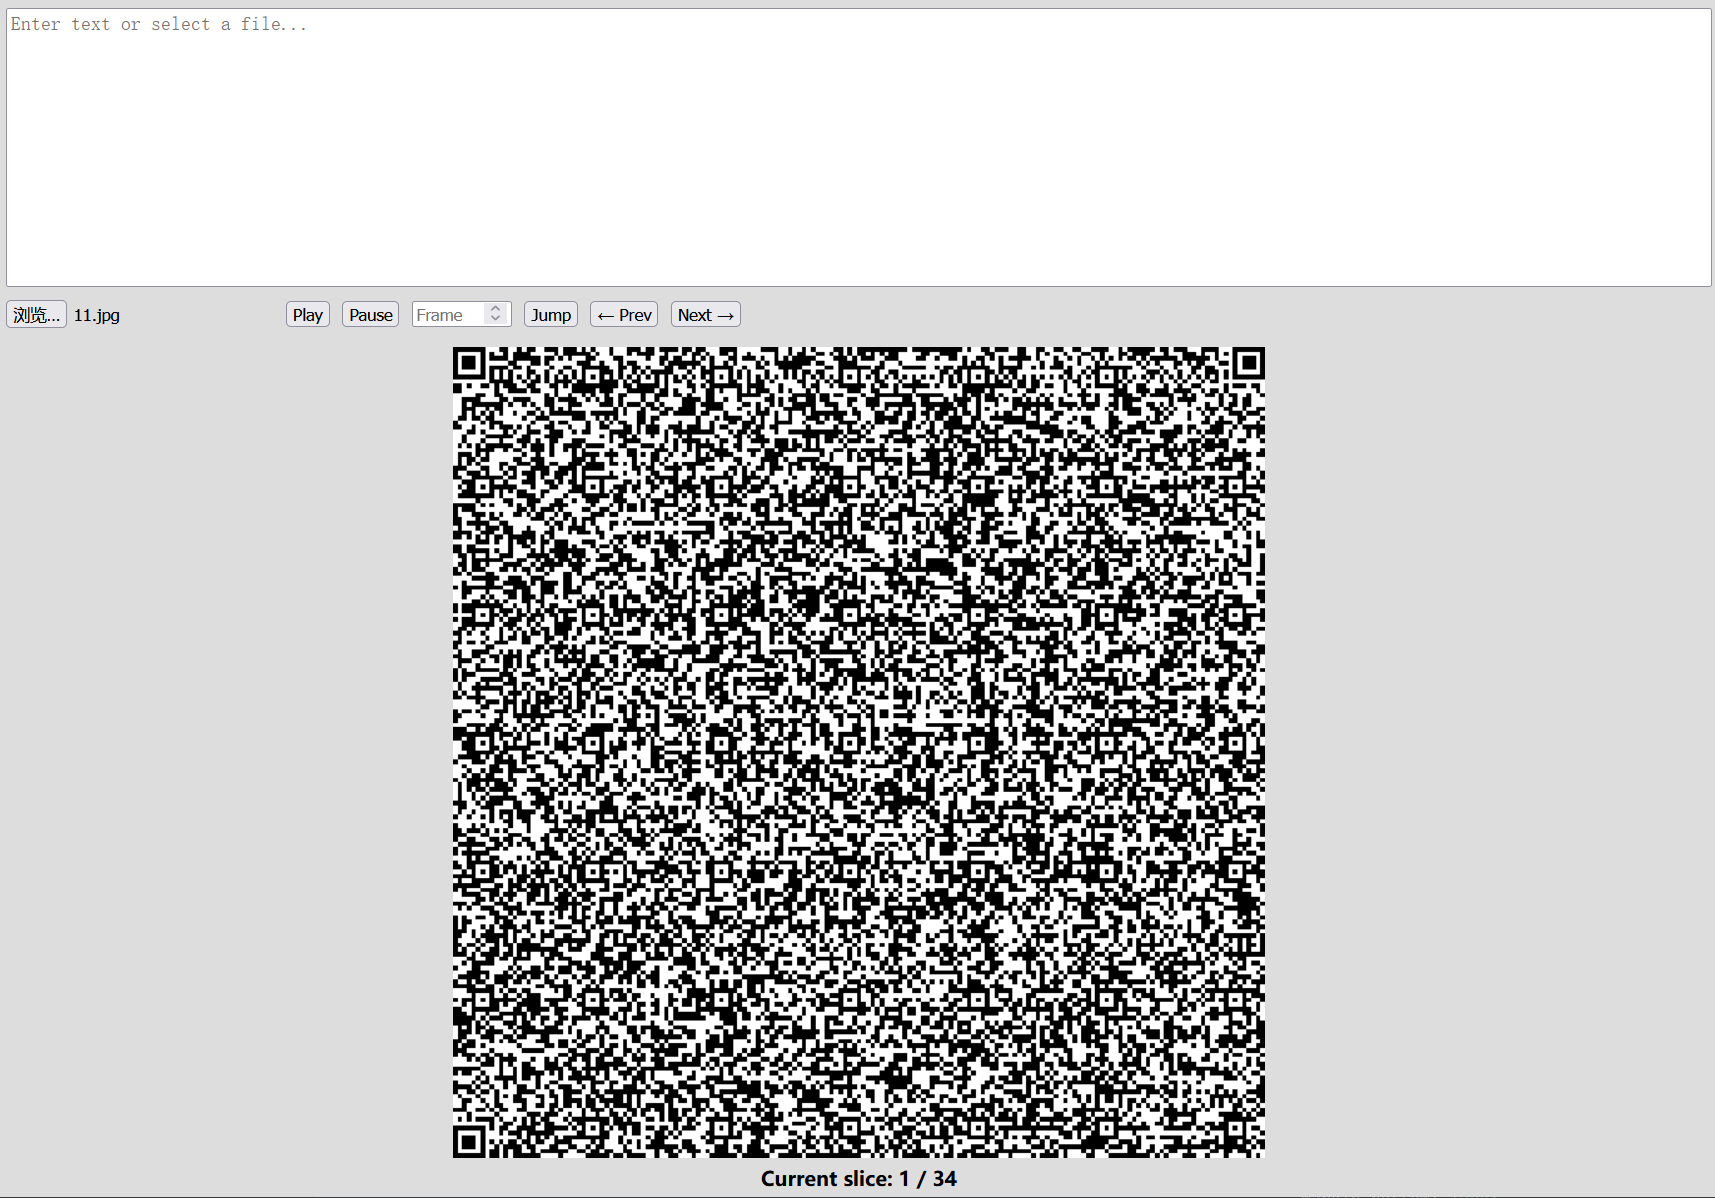 Enter text or select a file...
浏览... 11.jpg Play Pause Frame Jump ← Prev Next →
Current slice: 1 / 34